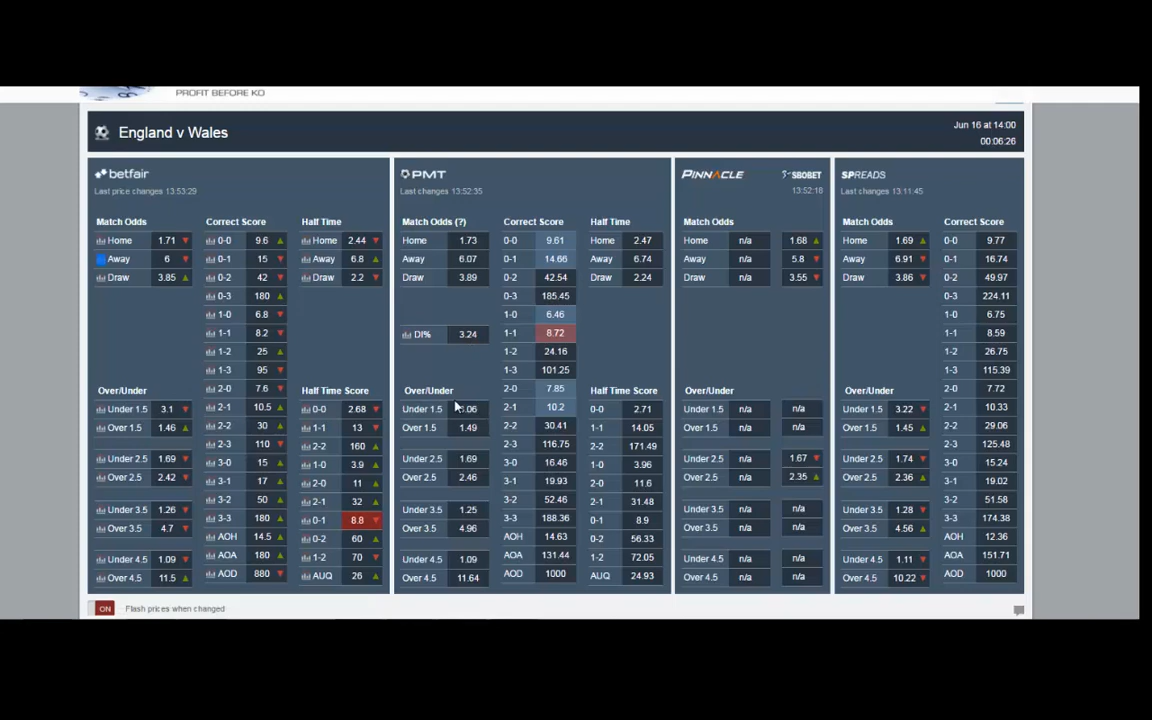 PROFIT BEFORE KO
England v Wales
Jun 16 at 14:00
00:06:26
betfair
Last price changes 13:53:29
Match Odds
Home 1.71
Away 6
Draw 3.85
Over/Under
Under 1.5 3.1
Over 1.5 1.46
Under 2.5 1.69
Over 2.5 2.42
Under 3.5 1.26
Over 3.5 4.7
Under 4.5 1.09
Over 4.5 11.5
Correct Score
0-0 9.6
0-1 15
0-2 42
0-3 180
1-0 6.8
1-1 8.2
1-2 25
1-3 95
2-0 7.6
2-1 10.5
2-2 30
2-3 110
3-0 15
3-1 17
3-2 50
3-3 180
AOH 14.5
AOA 180
AOD 880
Half Time
Home 2.44
Away 6.8
Draw 2.2
Half Time Score
0-0 2.68
1-1 13
2-2 160
1-0 3.9
2-0 11
2-1 32
0-1 8.8
0-2 60
1-2 70
AUQ 26
PMT
Last changes 13:52:35
Match Odds (?)
Home 1.73
Away 6.07
Draw 3.89
DI% 3.24
Over/Under
Under 1.5 .06
Over 1.5 1.49
Under 2.5 1.69
Over 2.5 2.46
Under 3.5 1.25
Over 3.5 4.96
Under 4.5 1.09
Over 4.5 11.64
Correct Score
0-0 9.61
0-1 14.66
0-2 42.54
0-3 185.45
1-0 6.46
1-1 8.72
1-2 24.16
1-3 101.25
2-0 7.85
2-1 10.2
2-2 30.41
2-3 116.75
3-0 16.46
3-1 19.93
3-2 52.46
3-3 188.36
AOH 14.63
AOA 131.44
AOD 1000
Half Time
Home 2.47
Away 6.74
Draw 2.24
Half Time Score
0-0 2.71
1-1 14.05
2-2 171.49
1-0 3.96
2-0 11.6
2-1 31.48
0-1 8.9
0-2 56.33
1-2 72.05
AUQ 24.93
PINNACLE SBOBET
13:52:18
Match Odds
Home n/a 1.68
Away n/a 5.8
Draw n/a 3.55
Over/Under
Under 1.5 n/a n/a
Over 1.5 n/a n/a
Under 2.5 n/a 1.67
Over 2.5 n/a 2.35
Under 3.5 n/a n/a
Over 3.5 n/a n/a
Under 4.5 n/a n/a
Over 4.5 n/a n/a
SPREADS
Last changes 13:11:45
Match Odds
Home 1.69
Away 6.91
Draw 3.86
Over/Under
Under 1.5 3.22
Over 1.5 1.45
Under 2.5 1.74
Over 2.5 2.36
Under 3.5 1.28
Over 3.5 4.56
Under 4.5 1.11
Over 4.5 10.22
Correct Score
0-0 9.77
0-1 16.74
0-2 49.97
0-3 224.11
1-0 6.75
1-1 8.59
1-2 26.75
1-3 115.39
2-0 7.72
2-1 10.33
2-2 29.06
2-3 125.48
3-0 15.24
3-1 19.02
3-2 51.58
3-3 174.38
AOH 12.36
AOA 151.71
AOD 1000
ON Flash prices when changed